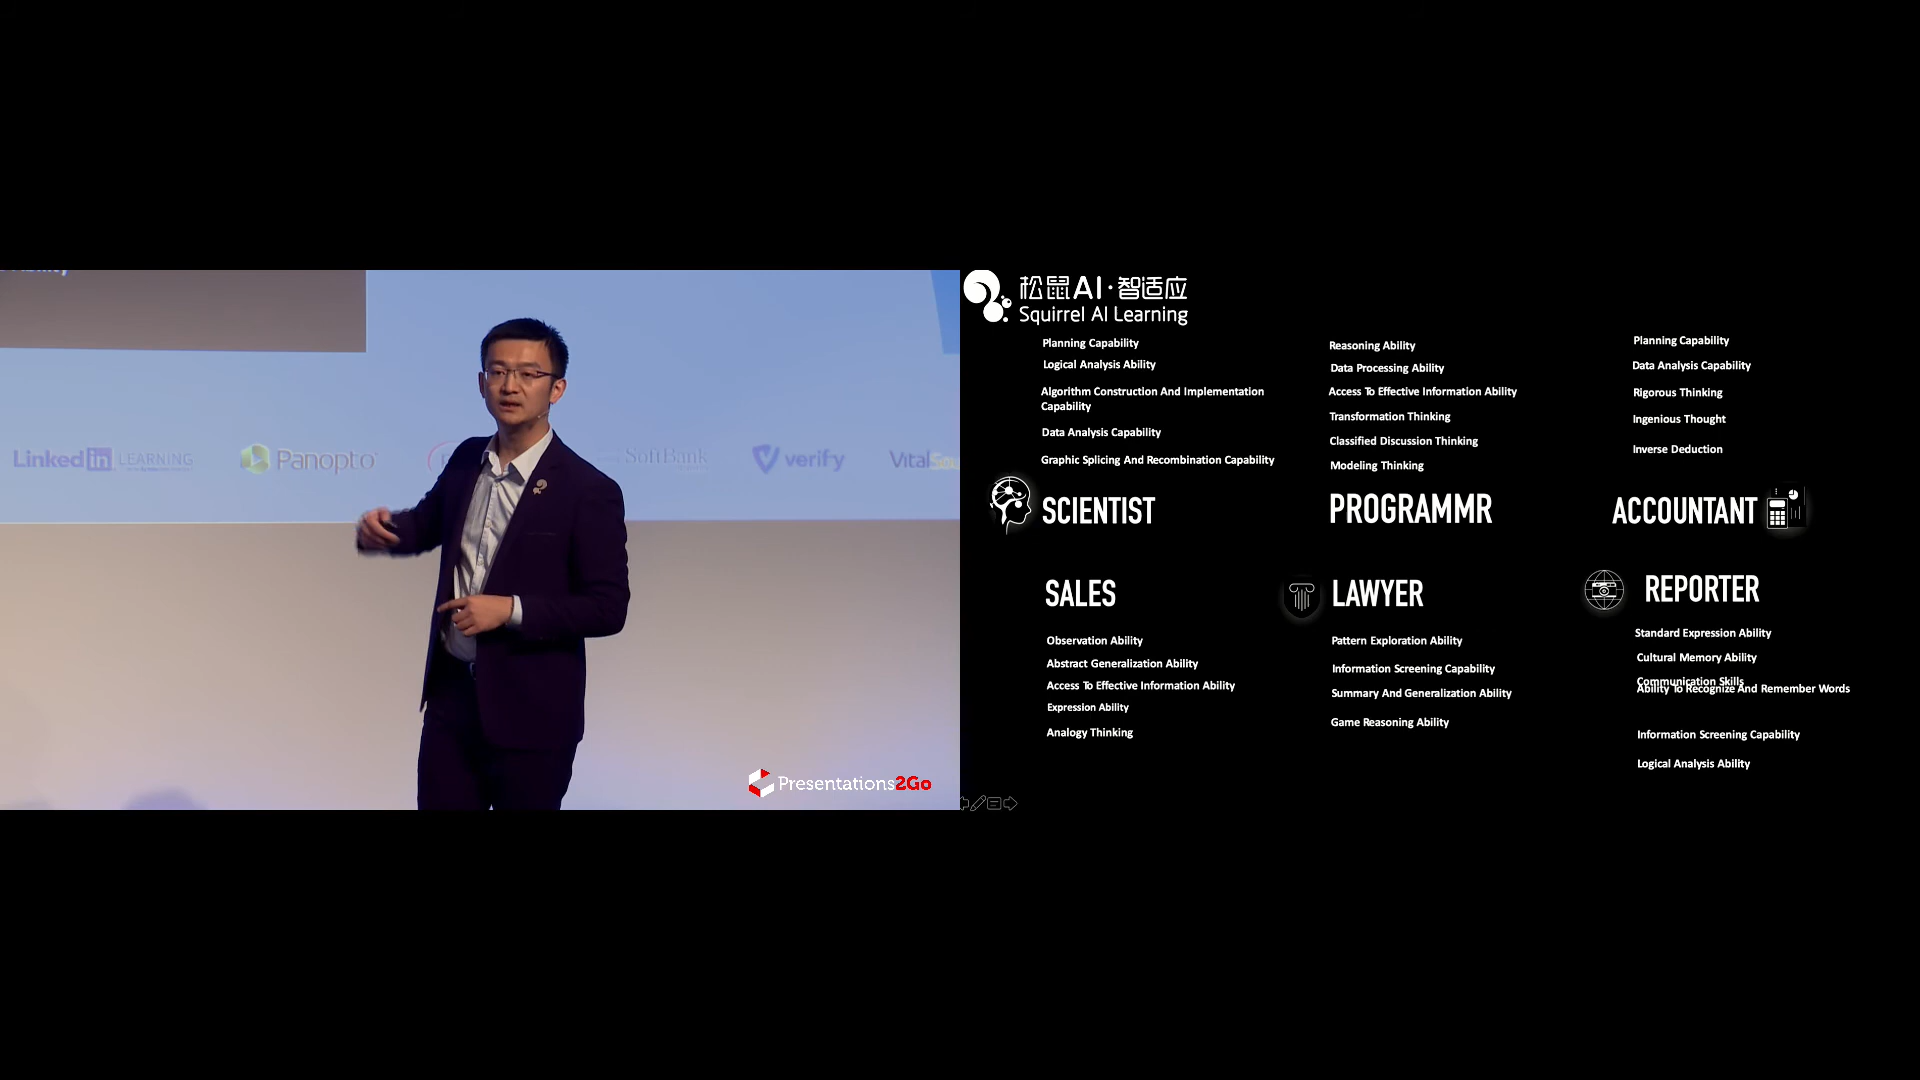 LinkedIn LEARNING
Panopto
SoftBank
verify
Presentations2Go
松鼠AI·智适应
Squirrel AI Learning
Planning Capability
Logical Analysis Ability
Algorithm Construction And Implementation
Capability
Data Analysis Capability
Graphic Splicing And Recombination Capability
SCIENTIST
Reasoning Ability
Data Processing Ability
Access To Effective Information Ability
Transformation Thinking
Classified Discussion Thinking
Modeling Thinking
PROGRAMMR
Planning Capability
Data Analysis Capability
Rigorous Thinking
Ingenious Thought
Inverse Deduction
ACCOUNTANT
SALES
Observation Ability
Abstract Generalization Ability
Access To Effective Information Ability
Expression Ability
Analogy Thinking
LAWYER
Pattern Exploration Ability
Information Screening Capability
Summary And Generalization Ability
Game Reasoning Ability
REPORTER
Standard Expression Ability
Cultural Memory Ability
Communication Skills
Ability To Recognize And Remember Words
Information Screening Capability
Logical Analysis Ability